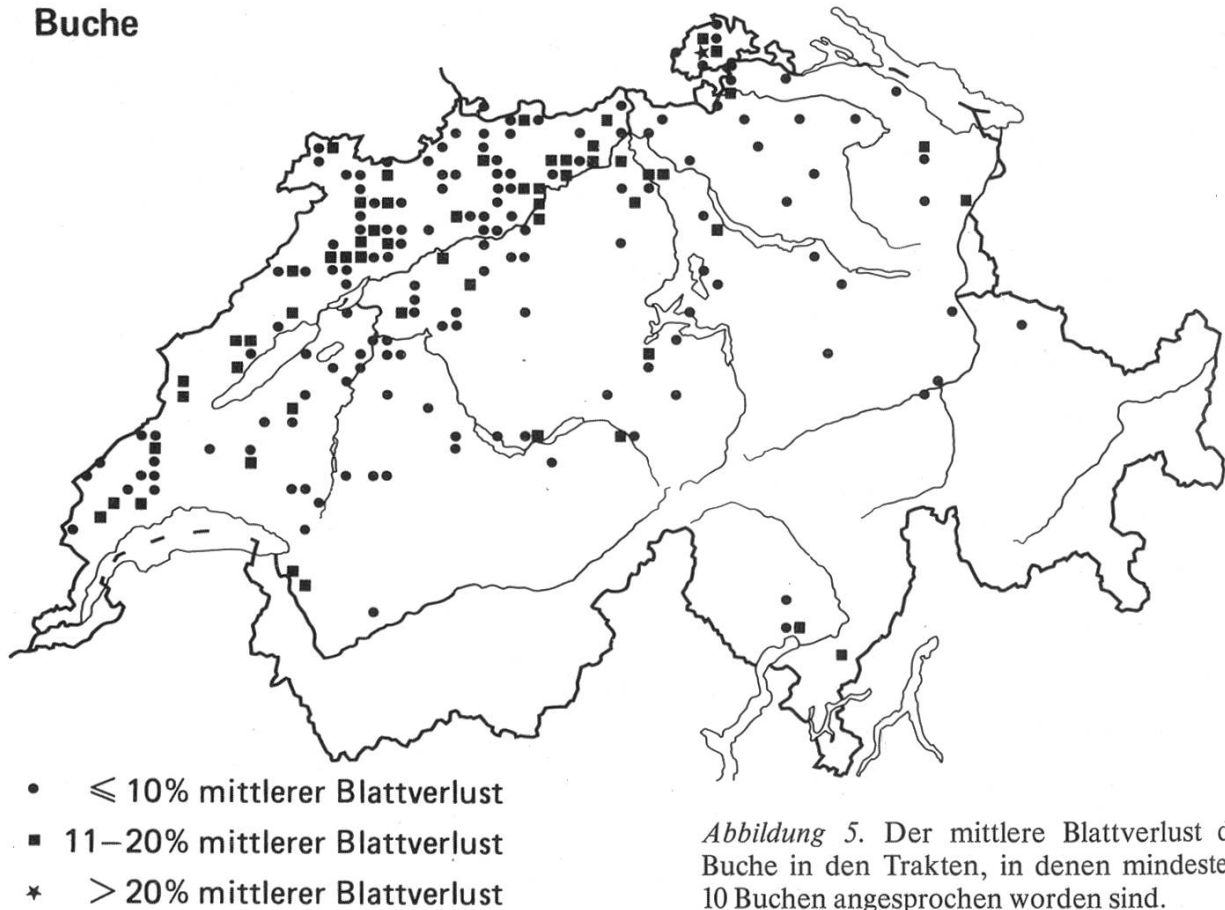 Buche
≤ 10% mittlerer Blattverlust
11–20% mittlerer Blattverlust
> 20% mittlerer Blattverlust
Abbildung 5. Der mittlere Blattverlust d
Buche in den Trakten, in denen mindeste
10 Buchen angesprochen worden sind.